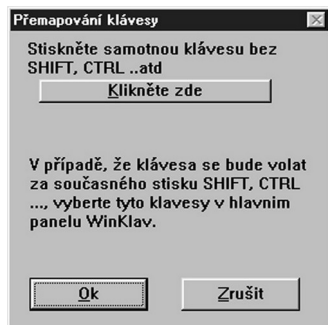 Přemapování klávesy
Stiskněte samotnou klávesu bez
SHIFT, CTRL ..atd
Klikněte zde
V případě, že klávesa se bude volat
za současného stisku SHIFT, CTRL
..., vyberte tyto klavesy v hlavnim
panelu WinKlav.
Ok
Zrušit